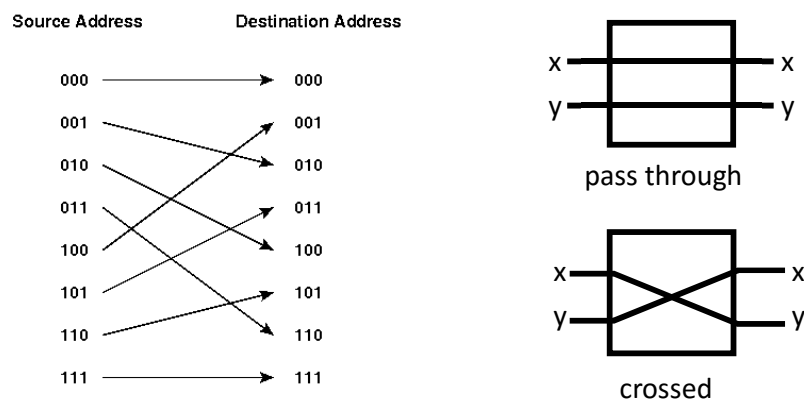 Source Address Destination Address
000 000
001 001
010 010
011 011
100 100
101 101
110 110
111 111
x x
y y
pass through
x x
y y
crossed